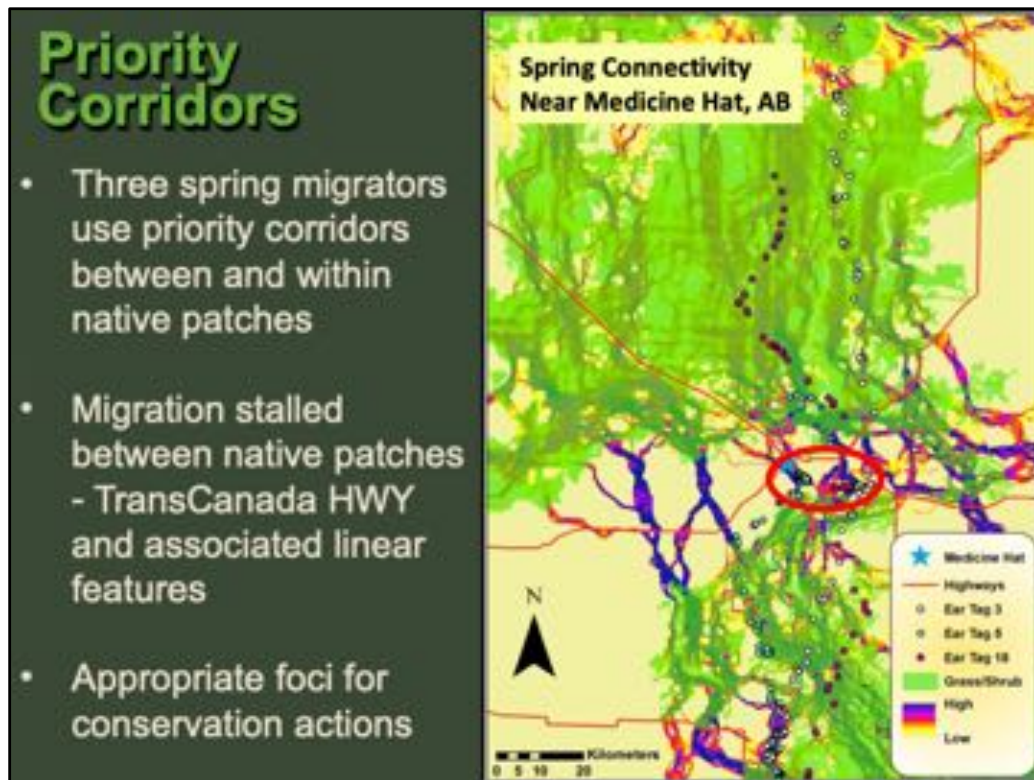 Priority
Corridors
• Three spring migrators
use priority corridors
between and within
native patches
• Migration stalled
between native patches
- TransCanada HWY
and associated linear
features
• Appropriate foci for
conservation actions
Spring Connectivity
Near Medicine Hat, AB
N
Kilometers
0 5 10 20
Medicine Hat
Highways
Ear Tag 3
Ear Tag 8
Ear Tag 18
Grass/Shrub
High
Low